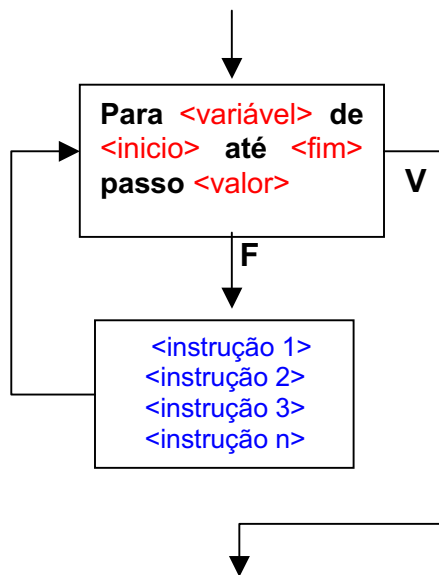 Para <variável> de
<inicio> até <fim>
passo <valor>
V
F
<instrução 1>
<instrução 2>
<instrução 3>
<instrução n>